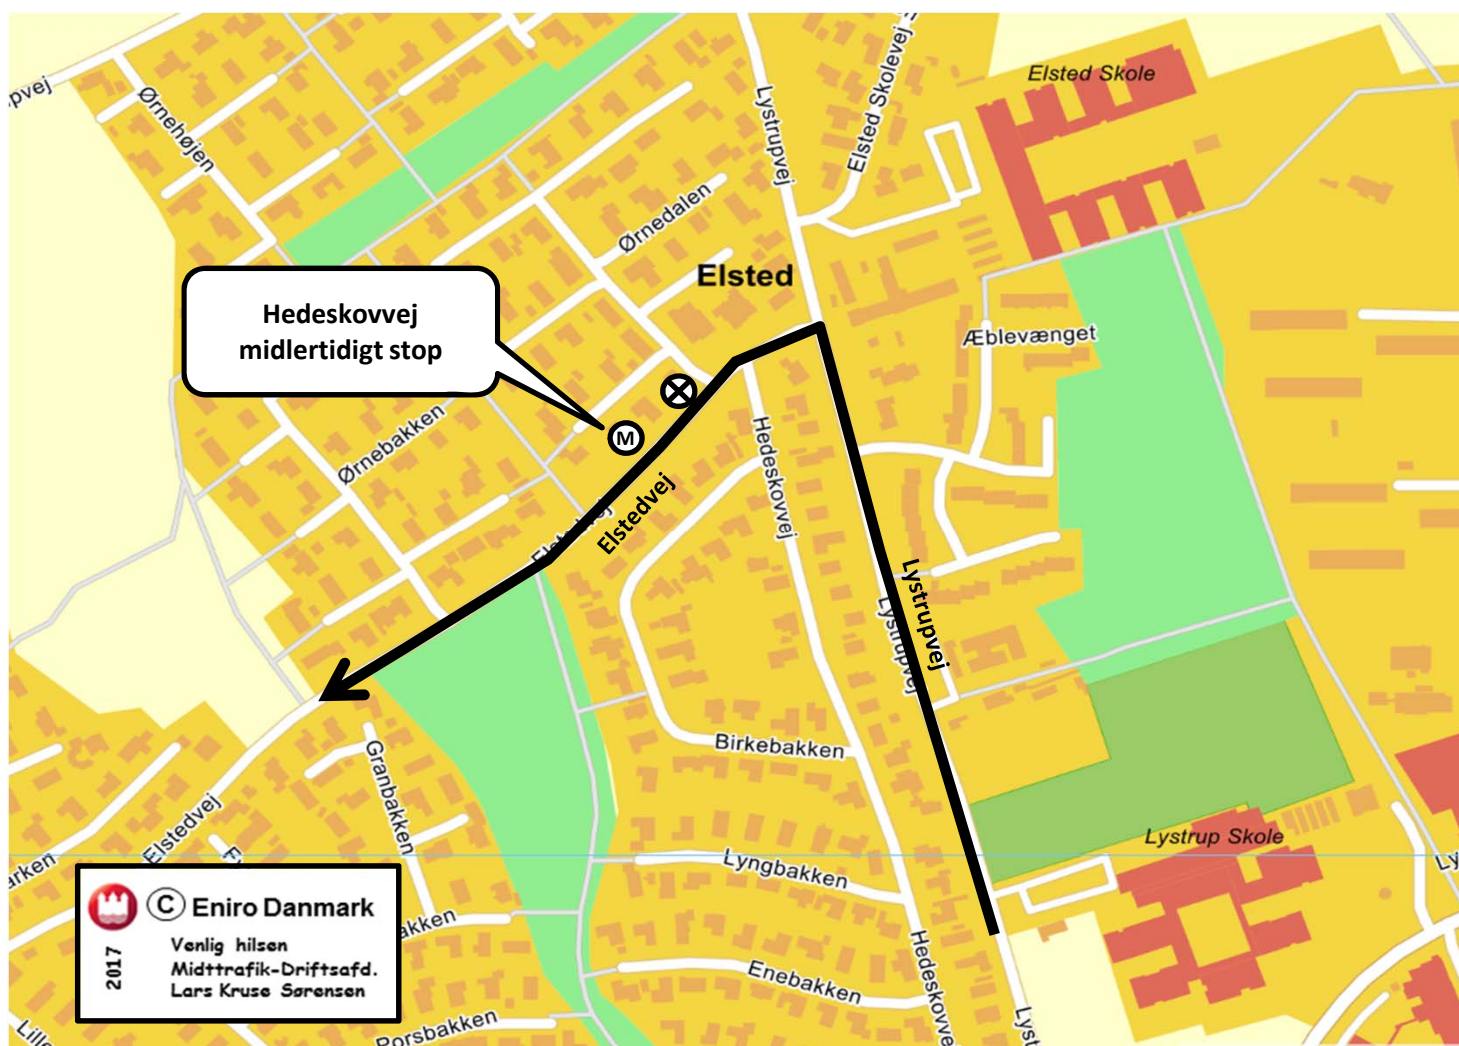 Elsted Skole
Lystrupvej
Elsted Skolevej
Ørnehøjen
Ørnedalen
Elsted
Hedeskovvej
midlertidigt stop
Æblevænget
M
Ørnebakken
Hedeskovvej
Elstedvej
Elstedvej
Lystrupvej
Lystrupvej
Birkebakken
Granbakken
Elstedvej
Lystrup Skole
Lyngbakken
Enebakken
Hedeskovvej
Porsbakken
C Eniro Danmark
2017
Venlig hilsen
Midttrafik-Driftsafd.
Lars Kruse Sørensen